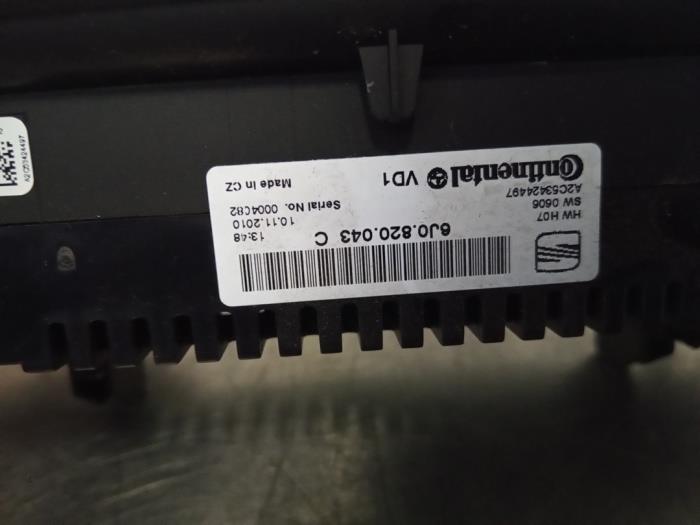 Continental VD1 Made in CZ
A2C53424497
SW 0606 Serial No. 0004C82
HW H07 10.11.2010
6J0.820.043 C 13:48
A2C53424497